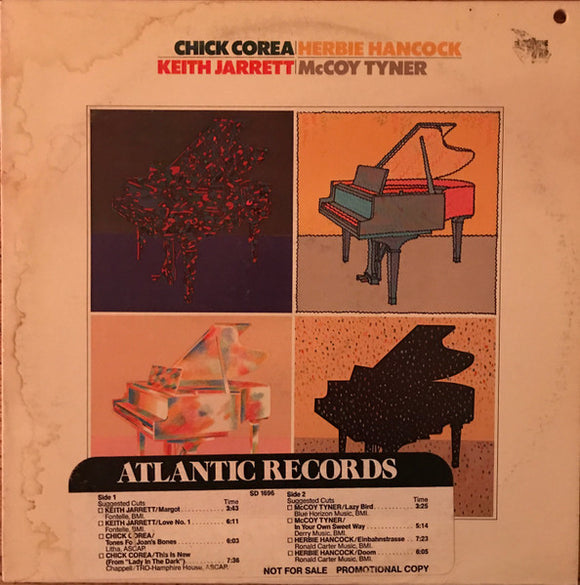 CHICK COREA HERBIE HANCOCK
KEITH JARRETT McCOY TYNER
ATLANTIC RECORDS
Side 1 SD 1696
Suggested Cuts Time
KEITH JARRETT/Margot 3:43
Fontelle, BMI.
KEITH JARRETT/Love No. 1 6:11
Fontelle, BMI.
CHICK COREA/
Tones For Joan's Bones 6:03
Litha, ASCAP.
CHICK COREA/This Is New
(From "Lady In The Dark") 7:36
Chappell/TRO-Hamphire House, ASCAP.
Side 2
Suggested Cuts Time
McCOY TYNER/Lazy Bird 3:25
Blue Horizon Music, BMI.
McCOY TYNER/
In Your Own Sweet Way 5:14
Derry Music, BMI.
HERBIE HANCOCK/Einbahnstrasse 7:23
Ronald Carter Music, BMI.
HERBIE HANCOCK/Doom 6:05
Ronald Carter Music, BMI.
NOT FOR SALE PROMOTIONAL COPY